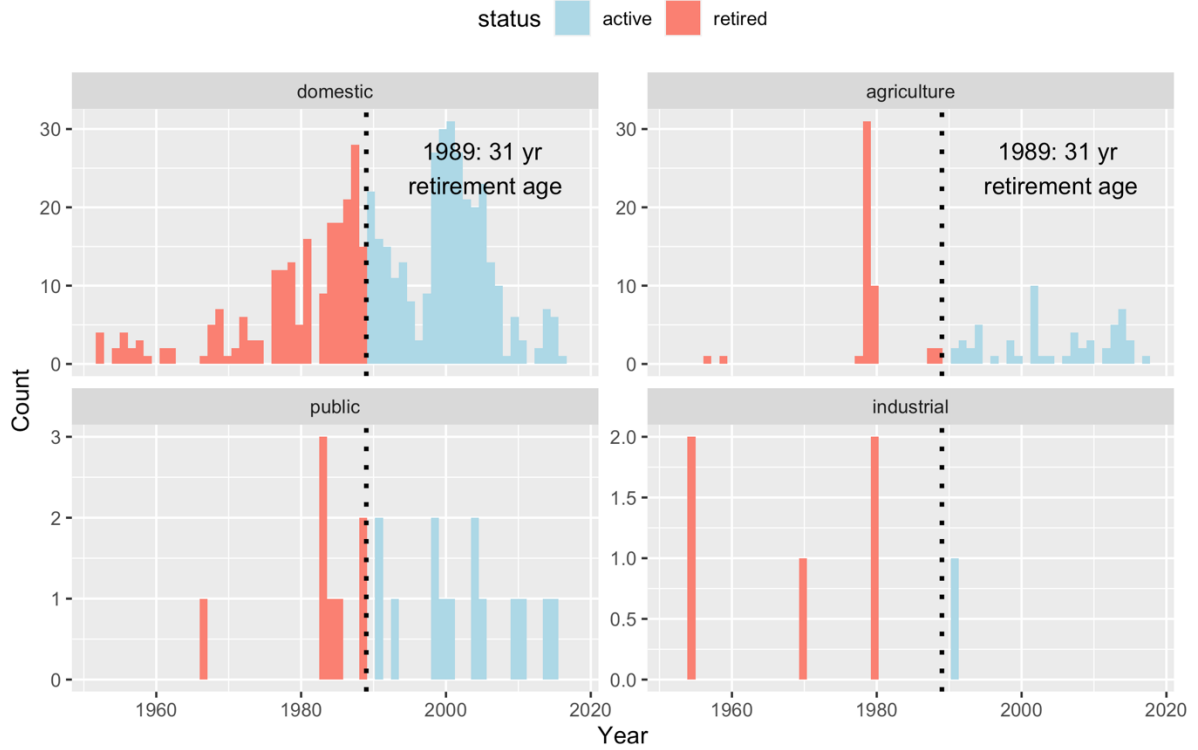 status active retired
domestic
agriculture
30
20
10
0
1989: 31 yr
retirement age
30
20
10
0
1989: 31 yr
retirement age
Count
public
industrial
3
2
1
0
2.0
1.5
1.0
0.5
0.0
1960 1980 2000 2020
1960 1980 2000 2020
Year